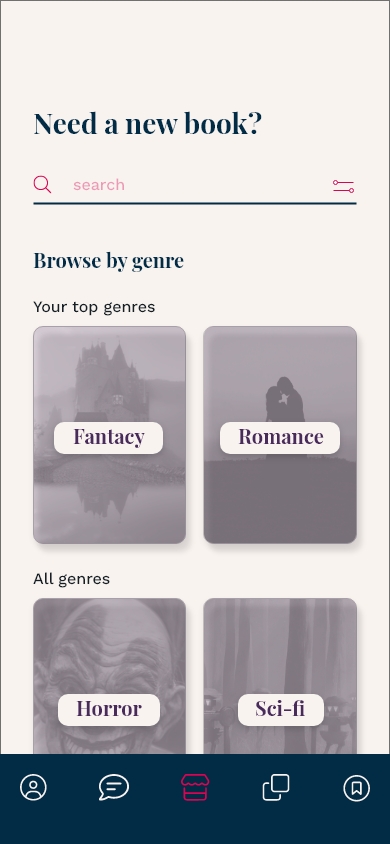 Need a new book?
search
Browse by genre
Your top genres
Fantacy
Romance
All genres
Horror
Sci-fi